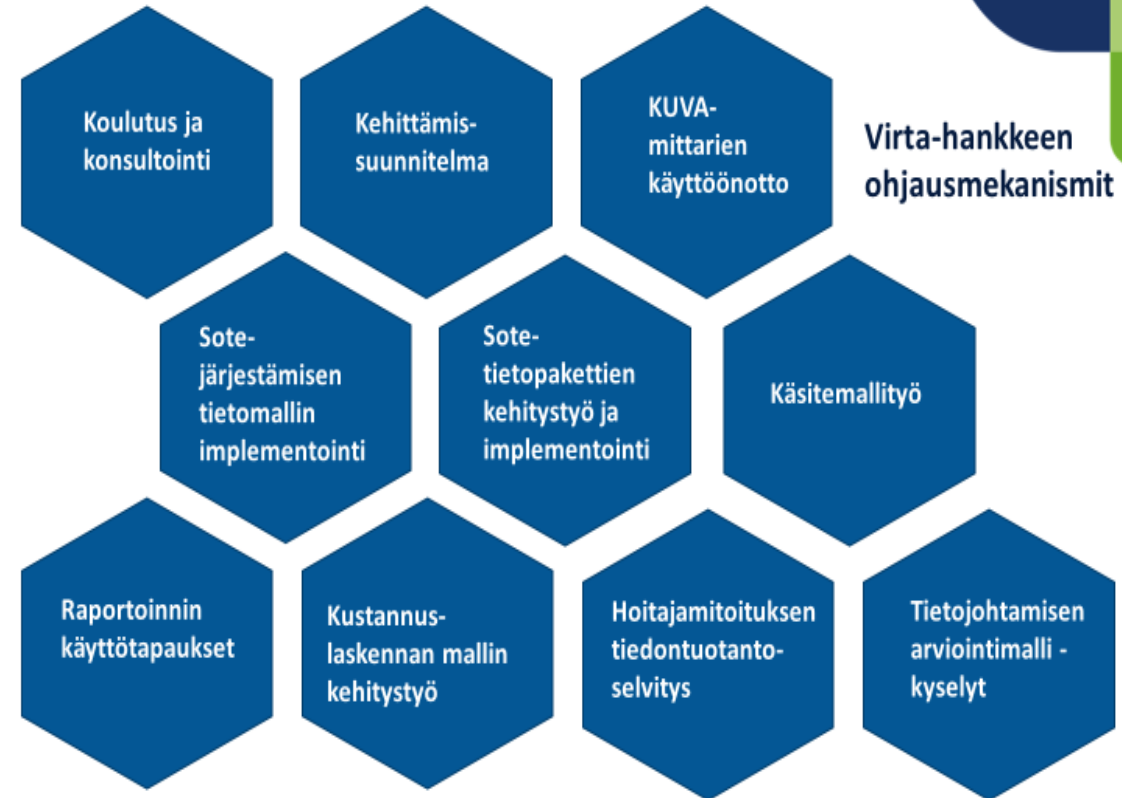 Koulutus ja
konsultointi
Kehittämis-
suunnitelma
KUVA-
mittarien
käyttöönotto
Virta-hankkeen
ohjausmekanismit
Sote-
järjestämisen
tietomallin
implementointi
Sote-
tietopakettien
kehitystyö ja
implementointi
Käsitemallityö
Raportoinnin
käyttötapaukset
Kustannus-
laskennan mallin
kehitystyö
Hoitajamitoituksen
tiedontuotanto-
selvitys
Tietojohtamisen
arviointimalli -
kyselyt